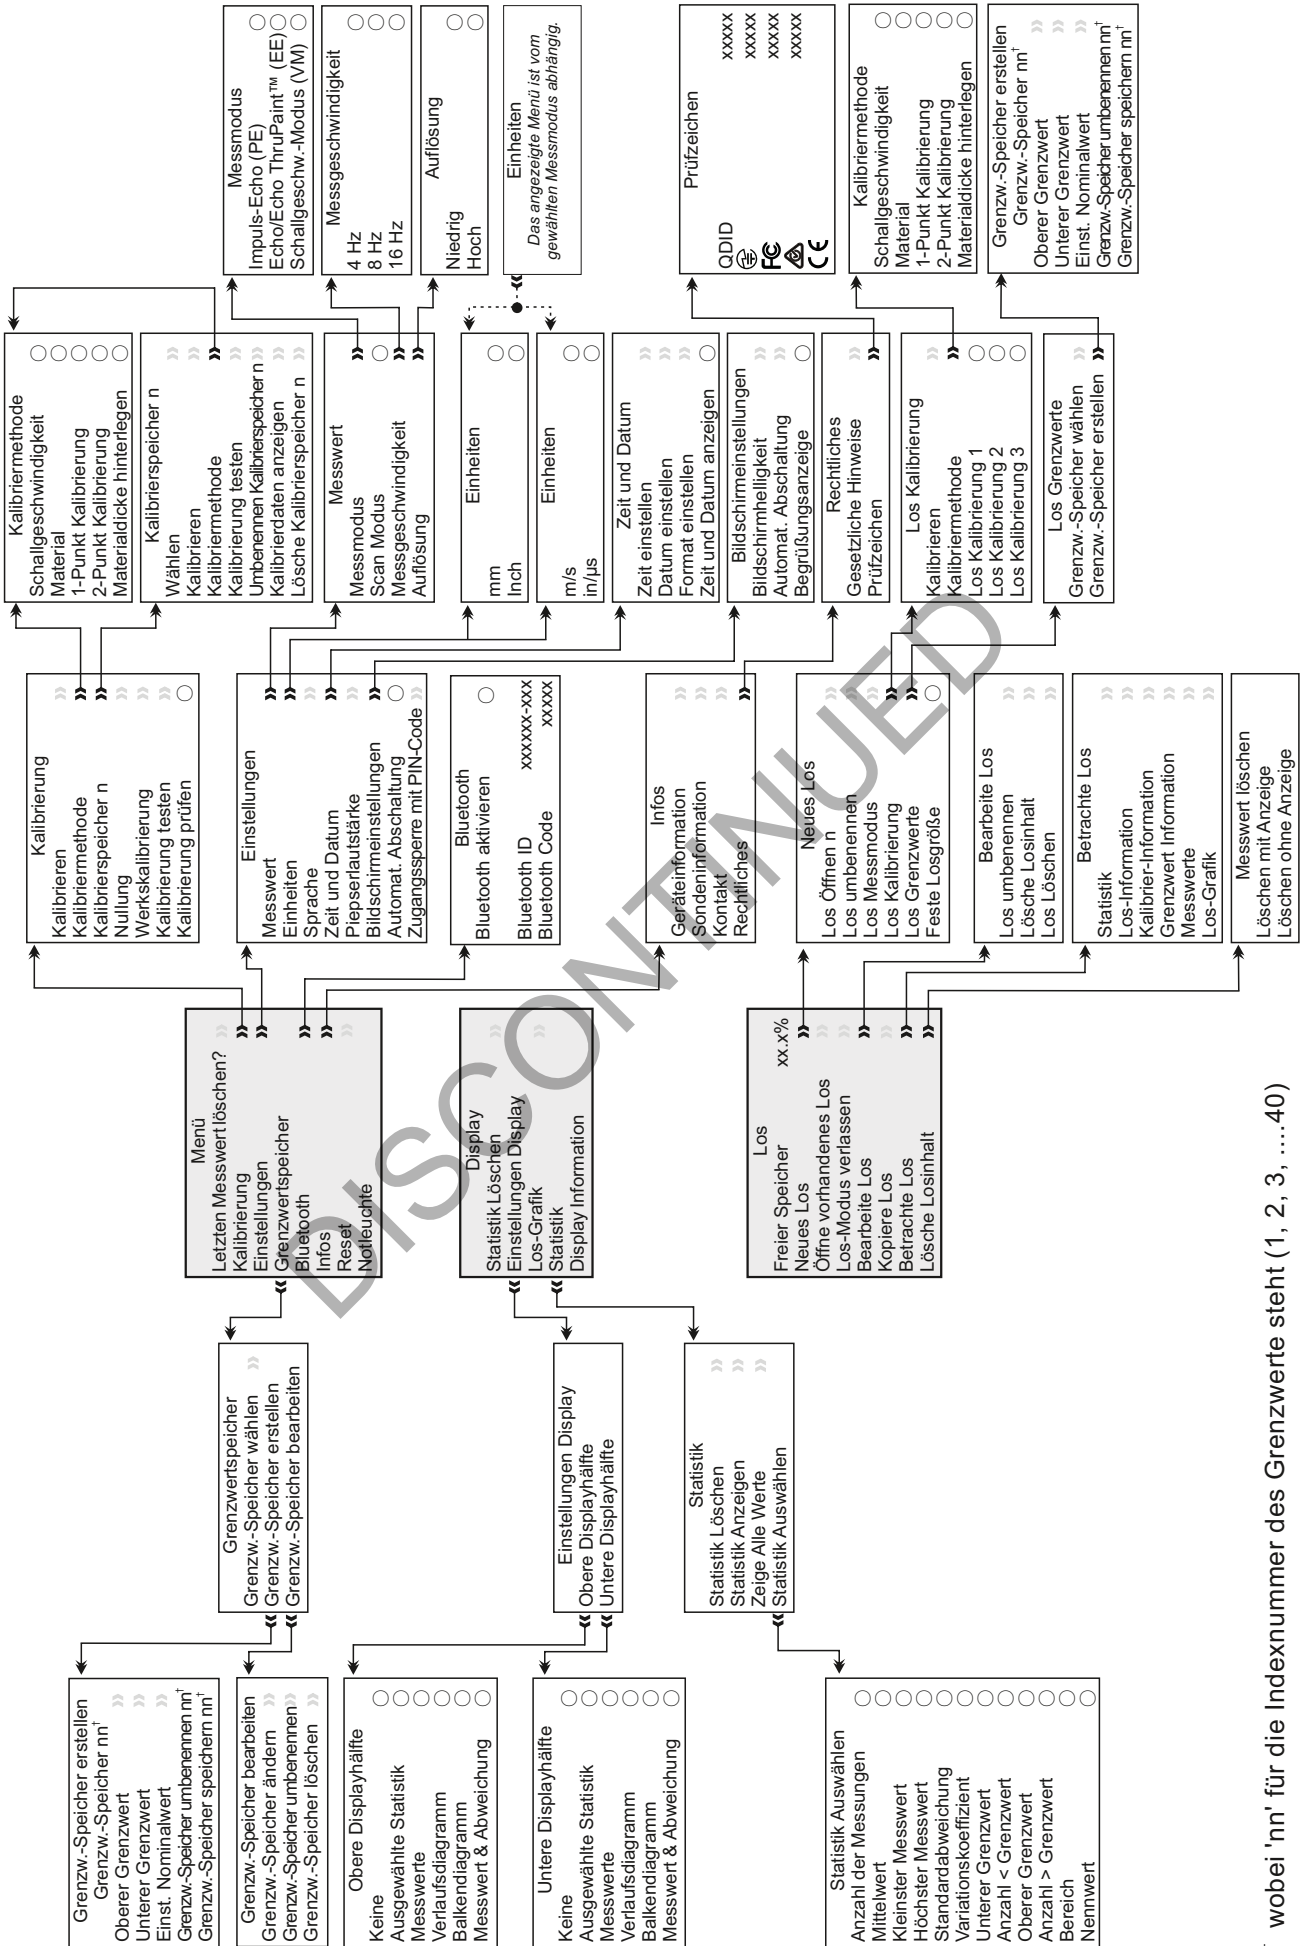 Grenzw.-Speicher erstellen
Grenzw.-Speicher nn†
Oberer Grenzwert
Unterer Grenzwert
Einst. Nominalwert
Grenzw.-Speicher umbenennen nn†
Grenzw.-Speicher speichern nn†
Grenzw.-Speicher bearbeiten
Grenzw.-Speicher ändern
Grenzw.-Speicher umbenennen
Grenzw.-Speicher löschen
Obere Displayhälfte
Keine
Ausgewählte Statistik
Messwerte
Verlaufsdiagramm
Balkendiagramm
Messwert & Abweichung
Untere Displayhälfte
Keine
Ausgewählte Statistik
Messwerte
Verlaufsdiagramm
Balkendiagramm
Messwert & Abweichung
Statistik Auswählen
Anzahl der Messungen
Mittelwert
Kleinster Messwert
Höchster Messwert
Standardabweichung
Variationskoeffizient
Unterer Grenzwert
Anzahl < Grenzwert
Oberer Grenzwert
Anzahl > Grenzwert
Bereich
Nennwert
Grenzwertspeicher
Grenzw.-Speicher wählen
Grenzw.-Speicher erstellen
Grenzw.-Speicher bearbeiten
Einstellungen Display
Obere Displayhälfte
Untere Displayhälfte
Statistik
Statistik Löschen
Statistik Anzeigen
Zeige Alle Werte
Statistik Auswählen
Menü
Letzten Messwert löschen?
Kalibrierung
Einstellungen
Grenzwertspeicher
Bluetooth
Infos
Reset
Notleuchte
Display
Statistik Löschen
Einstellungen Display
Los-Grafik
Statistik
Display Information
Los
Freier Speicher xx.x%
Neues Los
Öffne vorhandenes Los
Los-Modus verlassen
Bearbeite Los
Kopiere Los
Betrachte Los
Lösche Losinhalt
Kalibrierung
Kalibrieren
Kalibriermethode
Kalibrierspeicher n
Nullung
Werkskalibrierung
Kalibrierung testen
Kalibrierung prüfen
Einstellungen
Messwert
Einheiten
Sprache
Zeit und Datum
Piepserlautstärke
Bildschirmeinstellungen
Automat. Abschaltung
Zugangssperre mit PIN-Code
Bluetooth
Bluetooth aktivieren
Bluetooth ID xxxxxx-xxx
Bluetooth Code xxxxx
Infos
Geräteinformation
Sondeninformation
Kontakt
Rechtliches
Neues Los
Los Öffnen n
Los umbenennen
Los Messmodus
Los Kalibrierung
Los Grenzwerte
Feste Losgröße
Bearbeite Los
Los umbenennen
Lösche Losinhalt
Los Löschen
Betrachte Los
Statistik
Los-Information
Kalibrier-Information
Grenzwert Information
Messwerte
Los-Grafik
Messwert löschen
Löschen mit Anzeige
Löschen ohne Anzeige
Kalibriermethode
Schallgeschwindigkeit
Material
1-Punkt Kalibrierung
2-Punkt Kalibrierung
Materialdicke hinterlegen
Kalibrierspeicher n
Wählen
Kalibrieren
Kalibriermethode
Kalibrierung testen
Umbenennen Kalibrierspeicher n
Kalibrierdaten anzeigen
Lösche Kalibrierspeicher n
Messwert
Messmodus
Scan Modus
Messgeschwindigkeit
Auflösung
Einheiten
mm
Inch
Einheiten
m/s
in/µs
Zeit und Datum
Zeit einstellen
Datum einstellen
Format einstellen
Zeit und Datum anzeigen
Bildschirmeinstellungen
Bildschirmhelligkeit
Automat. Abschaltung
Begrüßungsanzeige
Rechtliches
Gesetzliche Hinweise
Prüfzeichen
Los Kalibrierung
Kalibrieren
Kalibriermethode
Los Kalibrierung 1
Los Kalibrierung 2
Los Kalibrierung 3
Los Grenzwerte
Grenzw.-Speicher wählen
Grenzw.-Speicher erstellen
Messmodus
Impuls-Echo (PE)
Echo/Echo ThruPaint™ (EE)
Schallgeschw.-Modus (VM)
Messgeschwindigkeit
4 Hz
8 Hz
16 Hz
Auflösung
Niedrig
Hoch
Einheiten
Das angezeigte Menü ist vom
gewählten Messmodus abhängig.
Prüfzeichen
QDID xxxxx
xxxxx
FC xxxxx
xxxxx
CE
Kalibriermethode
Schallgeschwindigkeit
Material
1-Punkt Kalibrierung
2-Punkt Kalibrierung
Materialdicke hinterlegen
Grenzw.-Speicher erstellen
Grenzw.-Speicher nn†
Oberer Grenzwert
Unterer Grenzwert
Einst. Nominalwert
Grenzw.-Speicher umbenennen nn†
Grenzw.-Speicher speichern nn†
wobei 'nn' für die Indexnummer des Grenzwerte steht (1, 2, 3, ....40)
DISCONTINUED